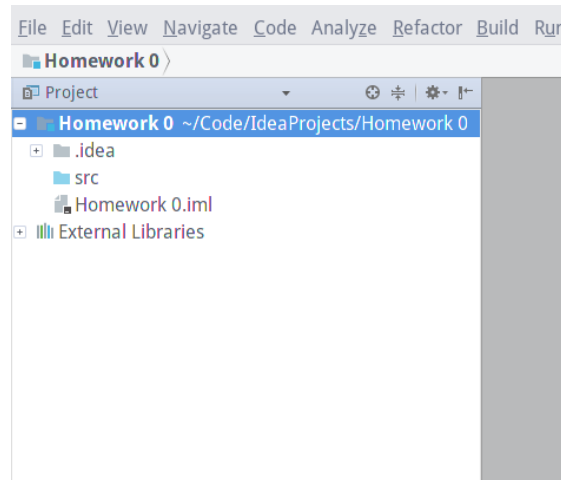 File Edit View Navigate Code Analyze Refactor Build
Homework 0
Project
Homework 0 ~/Code/IdeaProjects/Homework 0
.idea
src
Homework 0.iml
External Libraries